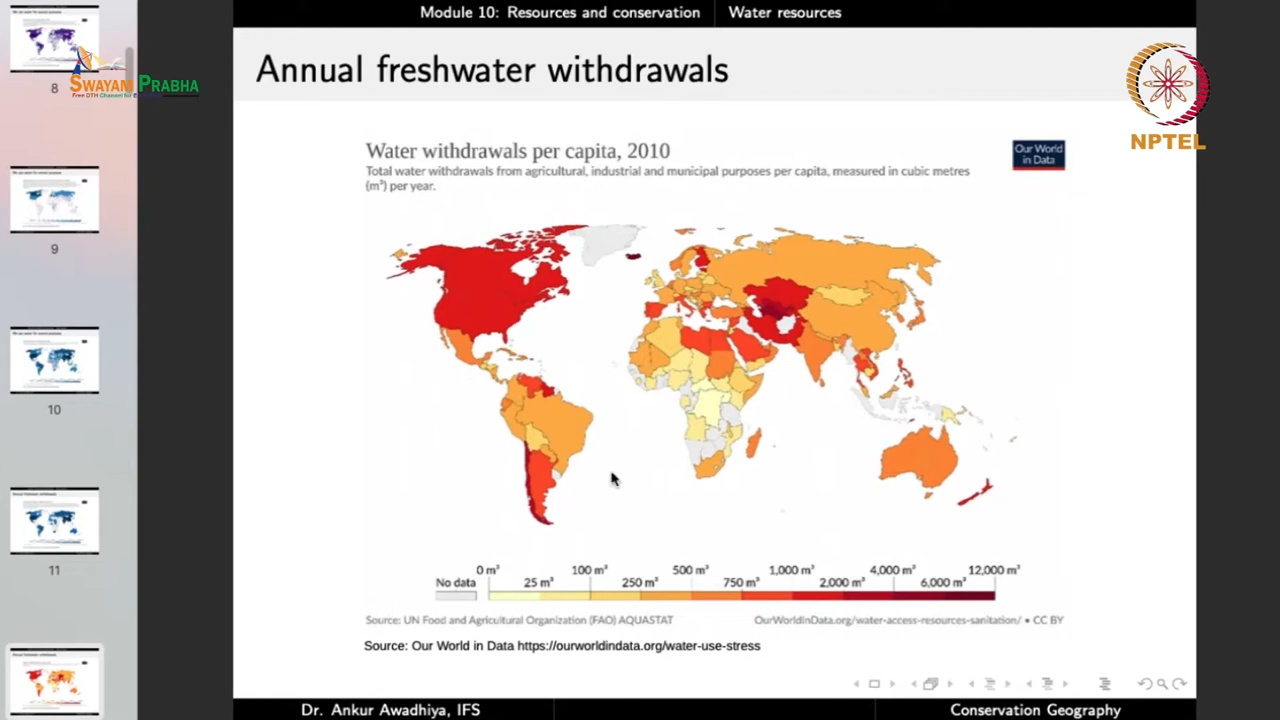 Module 10: Resources and conservation Water resources
Annual freshwater withdrawals
SWAYAM PRABHA
8
NPTEL
Water withdrawals per capita, 2010
Our World
in Data
Total water withdrawals from agricultural, industrial and municipal purposes per capita, measured in cubic metres
(m³) per year.
9
10
11
0 m³ 100 m³ 500 m³ 1,000 m³ 4,000 m³ 12,000 m³
No data 25 m³ 250 m³ 750 m³ 2,000 m³ 6,000 m³
Source: UN Food and Agricultural Organization (FAO) AQUASTAT OurWorldInData.org/water-access-resources-sanitation/ • CC BY
Source: Our World in Data https://ourworldindata.org/water-use-stress
Dr. Ankur Awadhiya, IFS Conservation Geography